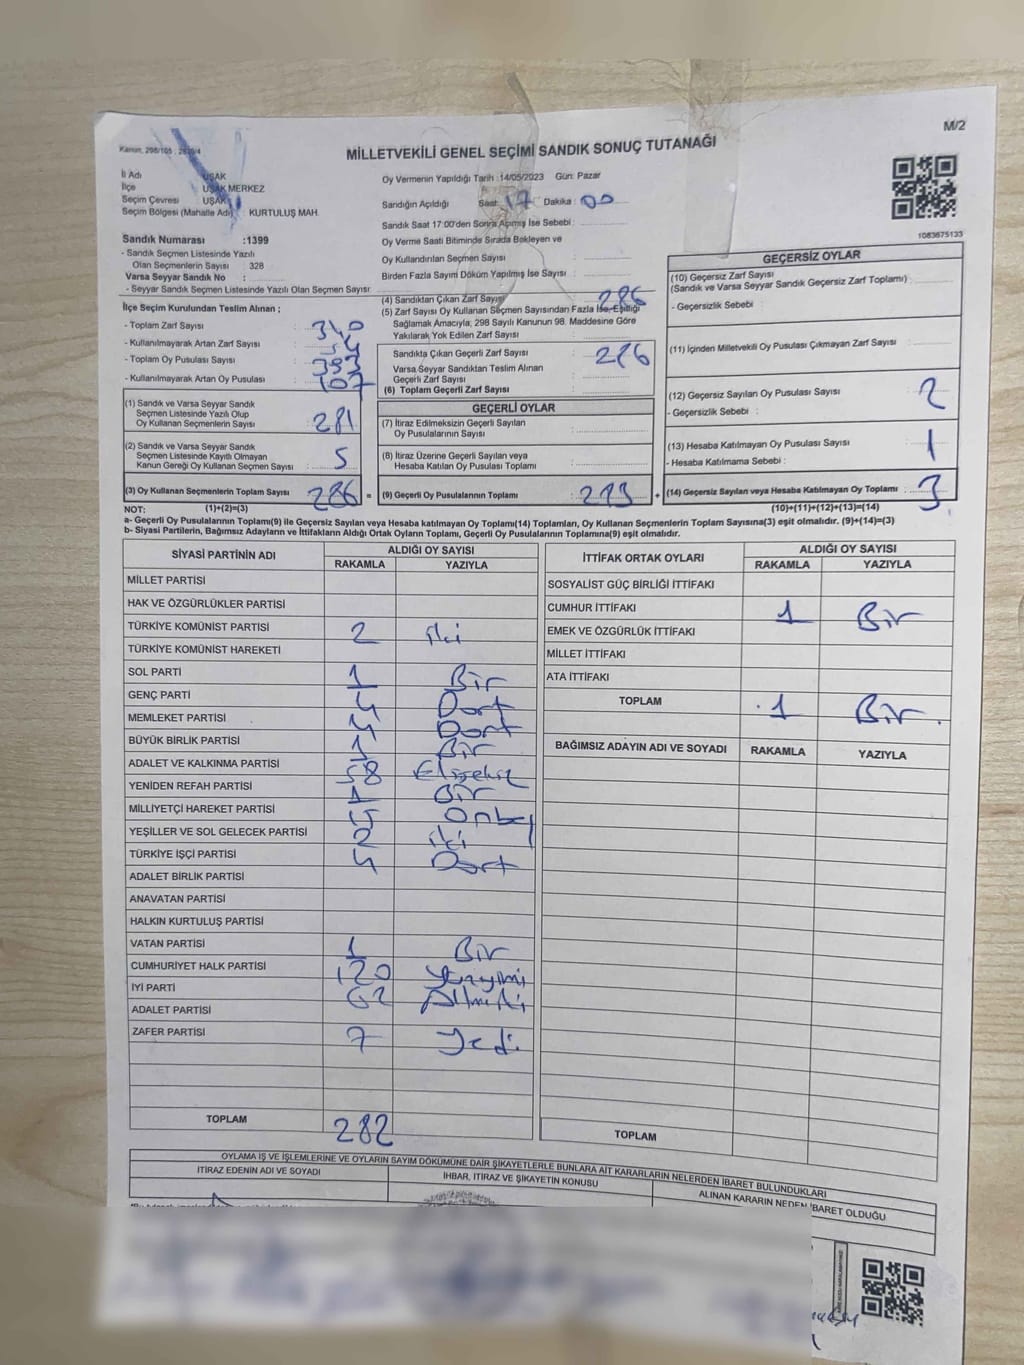 M/2
Kanun: 298/105 : 2839/4
MİLLETVEKİLİ GENEL SEÇİMİ SANDIK SONUÇ TUTANAĞI
İl Adı UŞAK
İlçe UŞAK MERKEZ
Seçim Çevresi UŞAK
Seçim Bölgesi (Mahalle Adı) : KURTULUŞ MAH.
Sandık Numarası :1399
- Sandık Seçmen Listesinde Yazılı
Olan Seçmenlerin Sayısı 328
Varsa Seyyar Sandık No :
- Seyyar Sandık Seçmen Listesinde Yazılı Olan Seçmen Sayısı:
Oy Vermenin Yapıldığı Tarih :14/05/2023 Gün: Pazar
Sandığın Açıldığı Saat: 17 Dakika : 00
Sandık Saat 17:00'den Sonra Açılmış İse Sebebi :
Oy Verme Saati Bitiminde Sırada Bekleyen ve
Oy Kullandırılan Seçmen Sayısı :
Birden Fazla Sayım Döküm Yapılmış İse Sayısı :
1083675133
İlçe Seçim Kurulundan Teslim Alınan ;
- Toplam Zarf Sayısı : 340
- Kullanılmayarak Artan Zarf Sayısı : 54
- Toplam Oy Pusulası Sayısı : 393
- Kullanılmayarak Artan Oy Pusulası : 107
(1) Sandık ve Varsa Seyyar Sandık
Seçmen Listesinde Yazılı Olup
Oy Kullanan Seçmenlerin Sayısı : 281
(2) Sandık ve Varsa Seyyar Sandık
Seçmen Listesinde Kayıtlı Olmayan
Kanun Gereği Oy Kullanan Seçmen Sayısı : 5
(3) Oy Kullanan Seçmenlerin Toplam Sayısı : 286 =
(1)+(2)=(3)
(4) Sandıktan Çıkan Zarf Sayısı 286
(5) Zarf Sayısı Oy Kullanan Seçmen Sayısından Fazla İse, Eşitliği
Sağlamak Amacıyla; 298 Sayılı Kanunun 98. Maddesine Göre
Yakılarak Yok Edilen Zarf Sayısı :
Sandıkta Çıkan Geçerli Zarf Sayısı : 286
Varsa Seyyar Sandıktan Teslim Alınan
Geçerli Zarf Sayısı :
(6) Toplam Geçerli Zarf Sayısı :
GEÇERLİ OYLAR
(7) İtiraz Edilmeksizin Geçerli Sayılan
Oy Pusulalarının Sayısı :
(8) İtiraz Üzerine Geçerli Sayılan veya
Hesaba Katılan Oy Pusulası Toplamı :
(9) Geçerli Oy Pusulalarının Toplamı : 283 +
GEÇERSİZ OYLAR
(10) Geçersiz Zarf Sayısı
(Sandık ve Varsa Seyyar Sandık Geçersiz Zarf Toplamı) :
- Geçersizlik Sebebi :
(11) İçinden Milletvekili Oy Pusulası Çıkmayan Zarf Sayısı :
(12) Geçersiz Sayılan Oy Pusulası Sayısı : 2
- Geçersizlik Sebebi :
(13) Hesaba Katılmayan Oy Pusulası Sayısı : 1
- Hesaba Katılmama Sebebi :
(14) Geçersiz Sayılan veya Hesaba Katılmayan Oy Toplamı : 3
(10)+(11)+(12)+(13)=(14)
NOT:
a- Geçerli Oy Pusulalarının Toplamı(9) ile Geçersiz Sayılan veya Hesaba katılmayan Oy Toplamı(14) Toplamları, Oy Kullanan Seçmenlerin Toplam Sayısına(3) eşit olmalıdır. (9)+(14)=(3)
b- Siyasi Partilerin, Bağımsız Adayların ve İttifakların Aldığı Ortak Oyların Toplamı, Geçerli Oy Pusulalarının Toplamına(9) eşit olmalıdır.
SİYASİ PARTİNİN ADI ALDIĞI OY SAYISI
RAKAMLA YAZIYLA
MİLLET PARTİSİ
HAK VE ÖZGÜRLÜKLER PARTİSİ
TÜRKİYE KOMÜNİST PARTİSİ 2 iki
TÜRKİYE KOMÜNİST HAREKETİ
SOL PARTİ 1 Bir
GENÇ PARTİ 4 Dört
MEMLEKET PARTİSİ 4 Dört
BÜYÜK BİRLİK PARTİSİ 1 Bir
ADALET VE KALKINMA PARTİSİ 58 Ellisekiz
YENİDEN REFAH PARTİSİ 1 Bir
MİLLİYETÇİ HAREKET PARTİSİ 15 Onbeş
YEŞİLLER VE SOL GELECEK PARTİSİ 2 iki
TÜRKİYE İŞÇİ PARTİSİ 4 Dört
ADALET BİRLİK PARTİSİ
ANAVATAN PARTİSİ
HALKIN KURTULUŞ PARTİSİ
VATAN PARTİSİ 1 Bir
CUMHURİYET HALK PARTİSİ 120 Yüzyirmi
İYİ PARTİ 62 Altmıiki
ADALET PARTİSİ
ZAFER PARTİSİ 7 Yedi
TOPLAM 282
İTTİFAK ORTAK OYLARI ALDIĞI OY SAYISI
RAKAMLA YAZIYLA
SOSYALİST GÜÇ BİRLİĞİ İTTİFAKI
CUMHUR İTTİFAKI 1 Bir
EMEK VE ÖZGÜRLÜK İTTİFAKI
MİLLET İTTİFAKI
ATA İTTİFAKI
TOPLAM 1 Bir
BAĞIMSIZ ADAYIN ADI VE SOYADI RAKAMLA YAZIYLA
TOPLAM
OYLAMA İŞ VE İŞLEMLERİNE VE OYLARIN SAYIM DÖKÜMÜNE DAİR ŞİKAYETLERLE BUNLARA AİT KARARLARIN NELERDEN İBARET BULUNDUKLARI
İTİRAZ EDENİN ADI VE SOYADI İHBAR, İTİRAZ VE ŞİKAYETİN KONUSU ALINAN KARARIN NEDEN İBARET OLDUĞU